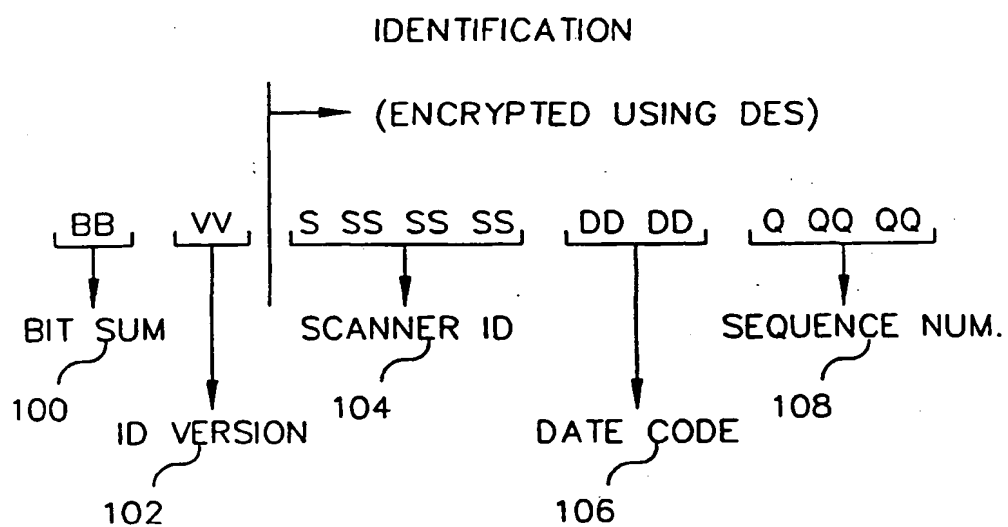 IDENTIFICATION
(ENCRYPTED USING DES)
BB VV S SS SS SS DD DD Q QQ QQ
BIT SUM SCANNER ID SEQUENCE NUM.
100 104 108
ID VERSION DATE CODE
102 106